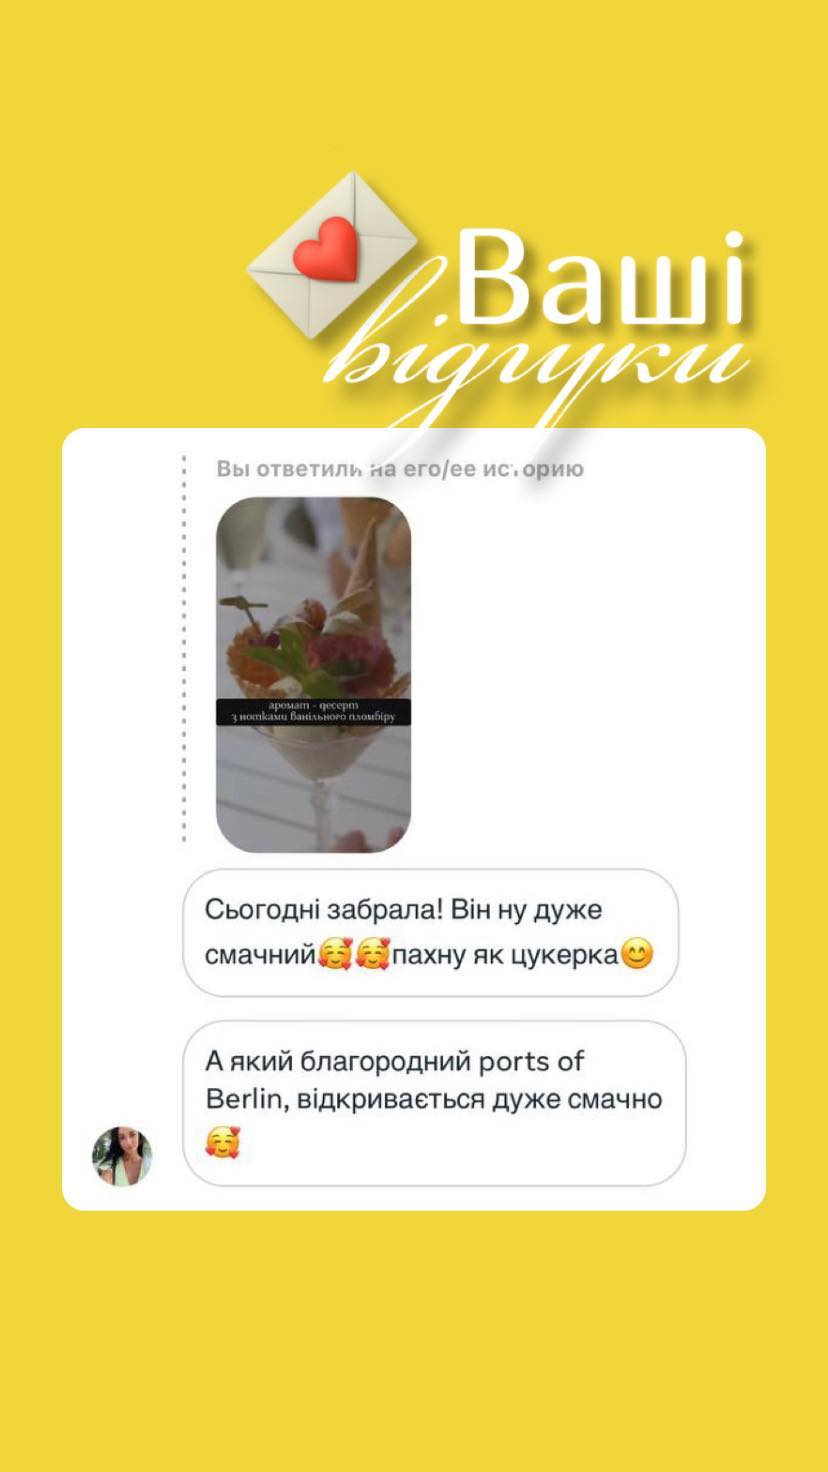 Ваші
відгуки
Вы ответили на его/ее историю
аромат - десерт
з нотками ванільного пломбіру
Сьогодні забрала! Він ну дуже
смачний🥰🥰пахну як цукерка😊
А який благородний ports of
Berlin, відкривається дуже смачно
🥰